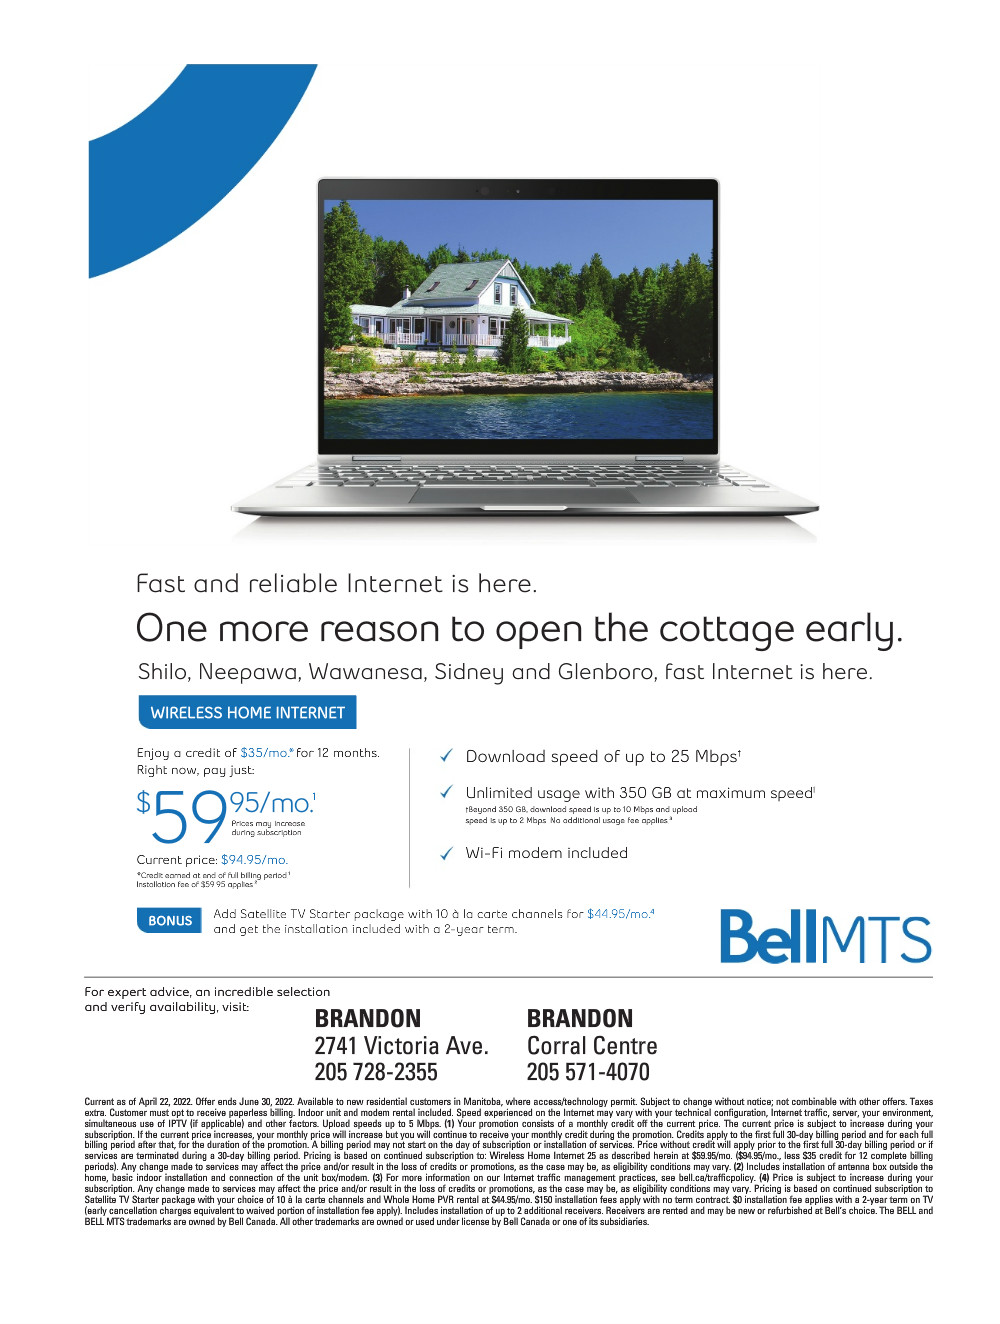 Fast and reliable Internet is here.
One more reason to open the cottage early.
Shilo, Neepawa, Wawanesa, Sidney and Glenboro, fast Internet is here.
WIRELESS HOME INTERNET
Enjoy a credit of $35/mo.* for 12 months.
Right now, pay just:
$5995/mo.1
Prices may increase
during subscription
Current price: $94.95/mo.
*Credit earned at end of full billing period1
Installation fee of $59 95 applies2
✓ Download speed of up to 25 Mbps†
✓ Unlimited usage with 350 GB at maximum speed†
†Beyond 350 GB, download speed is up to 10 Mbps and upload
speed is up to 2 Mbps No additional usage fee applies.3
✓ Wi-Fi modem included
BONUS
Add Satellite TV Starter package with 10 à la carte channels for $44.95/mo.4
and get the installation included with a 2-year term.
Bell MTS
For expert advice, an incredible selection
and verify availability, visit:
BRANDON
2741 Victoria Ave.
205 728-2355
BRANDON
Corral Centre
205 571-4070
Current as of April 22, 2022. Offer ends June 30, 2022. Available to new residential customers in Manitoba, where access/technology permit. Subject to change without notice; not combinable with other offers. Taxes
extra. Customer must opt to receive paperless billing. Indoor unit and modem rental included. Speed experienced on the Internet may vary with your technical configuration, Internet traffic, server, your environment,
simultaneous use of IPTV (if applicable) and other factors. Upload speeds up to 5 Mbps. (1) Your promotion consists of a monthly credit off the current price. The current price is subject to increase during your
subscription. If the current price increases, your monthly price will increase but you will continue to receive your monthly credit during the promotion. Credits apply to the first full 30-day billing period and for each full
billing period after that, for the duration of the promotion. A billing period may not start on the day of subscription or installation of services. Price without credit will apply prior to the first full 30-day billing period or if
services are terminated during a 30-day billing period. Pricing is based on continued subscription to: Wireless Home Internet 25 as described herein at $59.95/mo. ($94.95/mo., less $35 credit for 12 complete billing
periods). Any change made to services may affect the price and/or result in the loss of credits or promotions, as the case may be, as eligibility conditions may vary. (2) Includes installation of antenna box outside the
home, basic indoor installation and connection of the unit box/modem. (3) For more information on our Internet traffic management practices, see bell.ca/trafficpolicy. (4) Price is subject to increase during your
subscription. Any change made to services may affect the price and/or result in the loss of credits or promotions, as the case may be, as eligibility conditions may vary. Pricing is based on continued subscription to
Satellite TV Starter package with your choice of 10 à la carte channels and Whole Home PVR rental at $44.95/mo. $150 installation fees apply with no term contract. $0 installation fee applies with a 2-year term on TV
(early cancellation charges equivalent to waived portion of installation fee apply). Includes installation of up to 2 additional receivers. Receivers are rented and may be new or refurbished at Bell's choice. The BELL and
BELL MTS trademarks are owned by Bell Canada. All other trademarks are owned or used under license by Bell Canada or one of its subsidiaries.